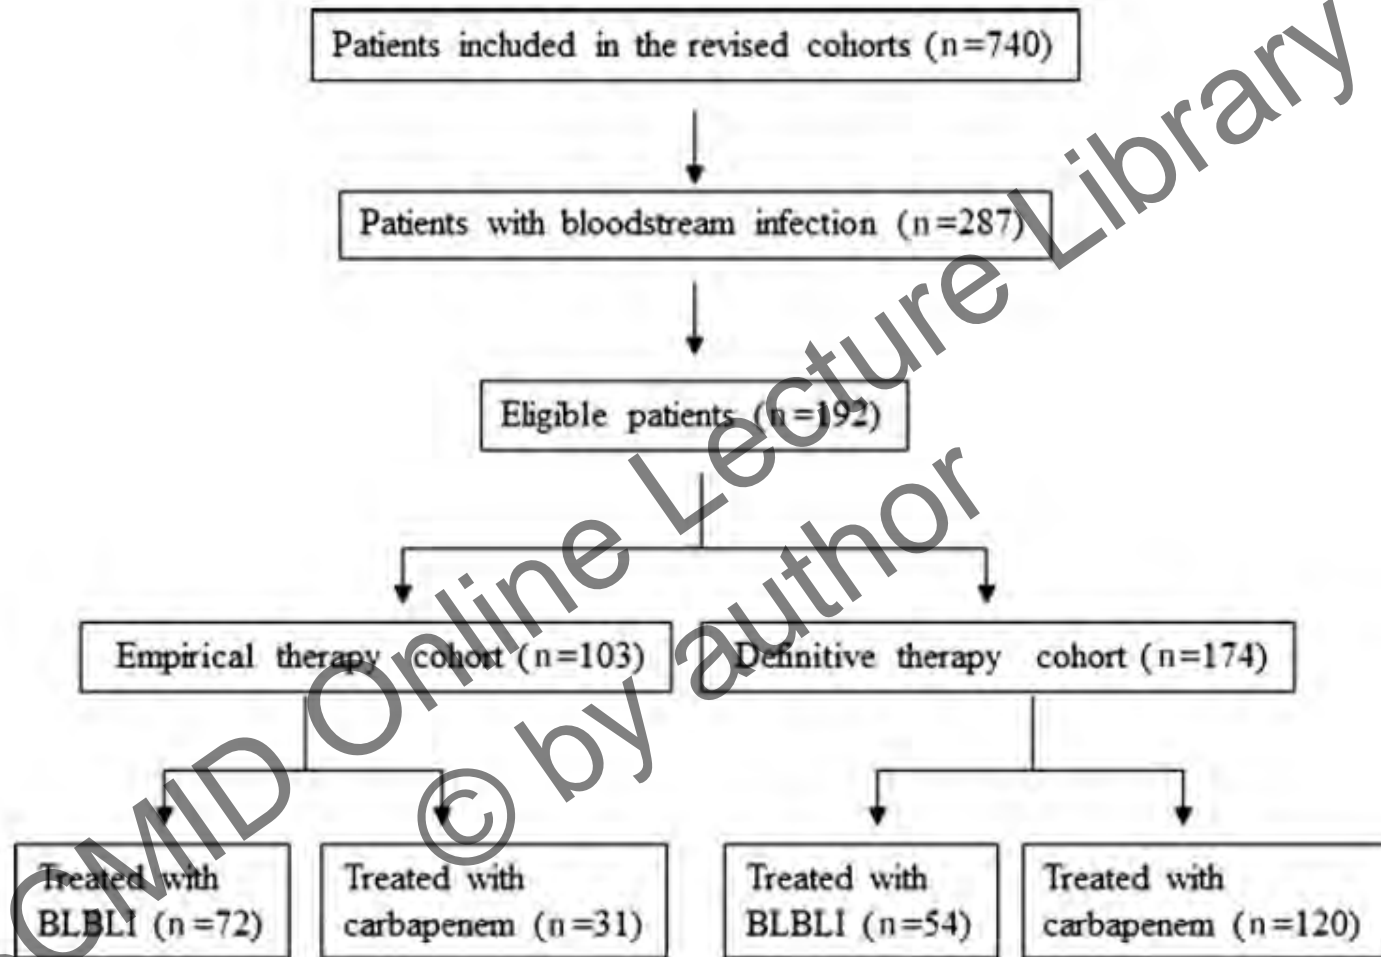 Patients included in the revised cohorts (n=740)
Patients with bloodstream infection (n=287)
Eligible patients (n=192)
Empirical therapy cohort (n=103)
Definitive therapy cohort (n=174)
Treated with
BLBLI (n=72)
Treated with
carbapenem (n=31)
Treated with
BLBLI (n=54)
Treated with
carbapenem (n=120)
CMID Online Lecture Library
© by author